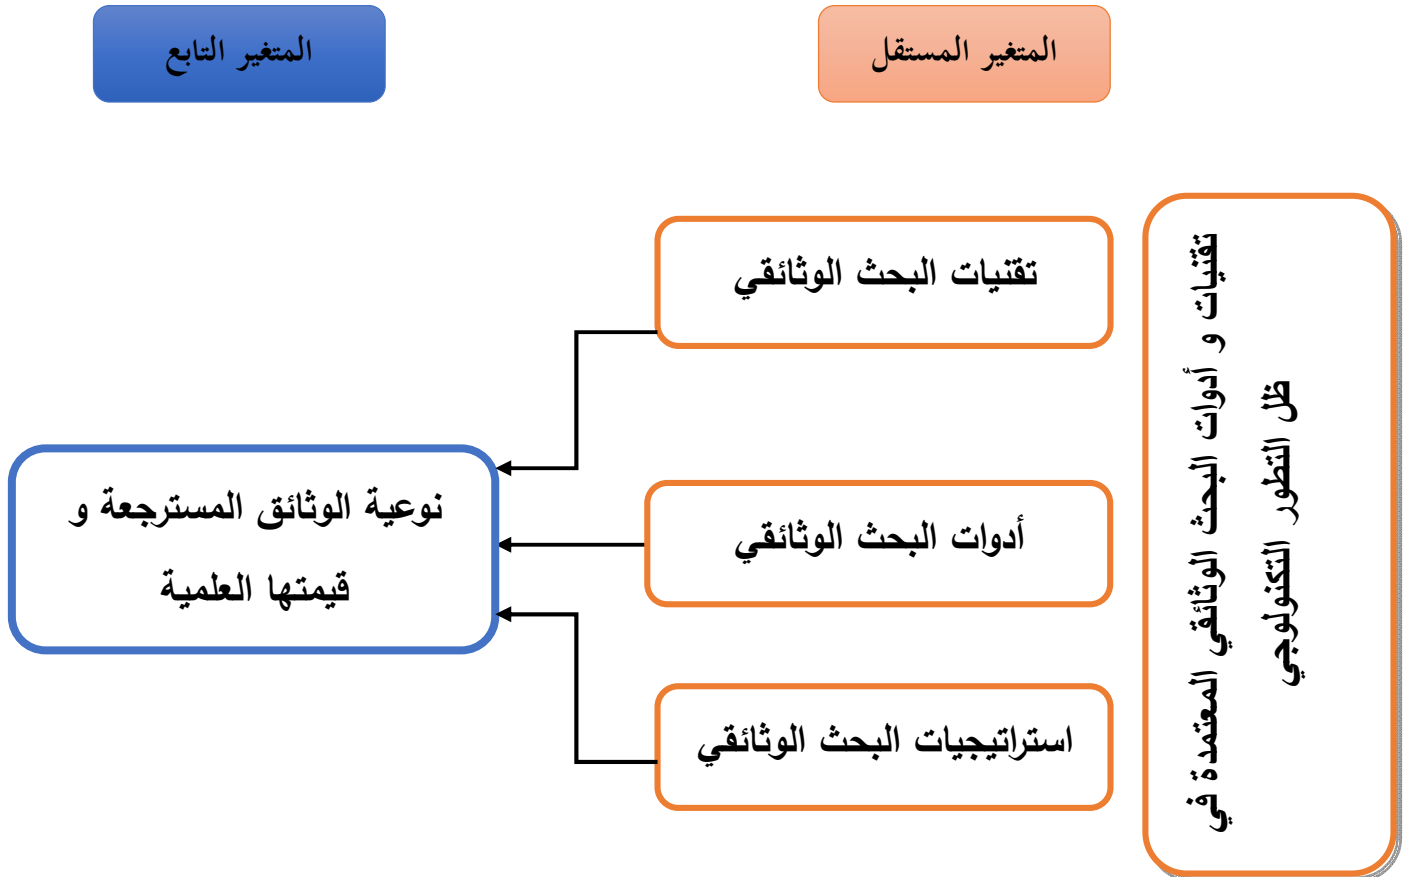 المتغير المستقل
المتغير التابع
تقنيات و أدوات البحث الوثائقي المعتمدة في
ظل التطور التكنولوجي
تقنيات البحث الوثائقي
أدوات البحث الوثائقي
استراتيجيات البحث الوثائقي
نوعية الوثائق المسترجعة و
قيمتها العلمية